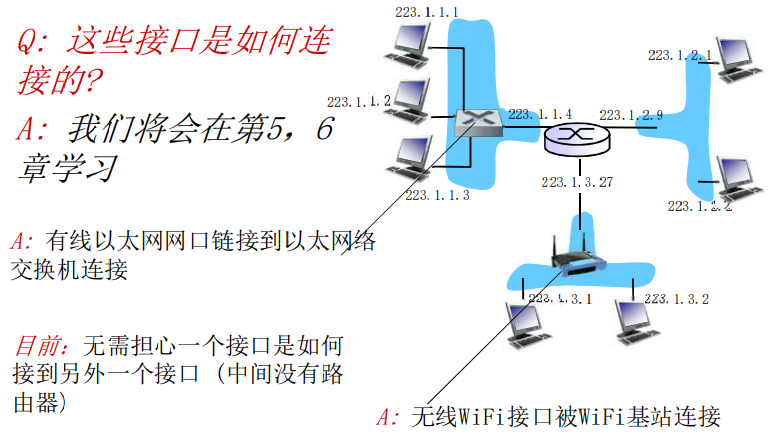 Q: 这些接口是如何连
接的?
A: 我们将会在第5，6
章学习
A: 有线以太网网口链接到以太网络
交换机连接
目前：无需担心一个接口是如何
接到另外一个接口（中间没有路
由器）
223.1.1.1
223.1.1.2
223.1.1.3
223.1.1.4
223.1.2.9
223.1.2.1
223.1.2.2
223.1.3.27
223.1.3.1
223.1.3.2
A: 无线WiFi接口被WiFi基站连接